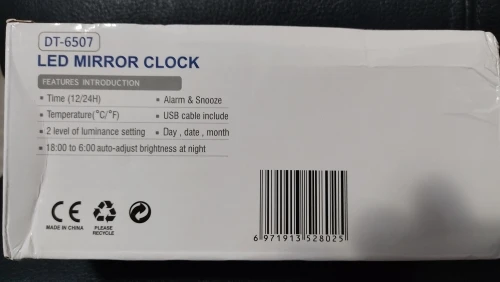 DT-6507
LED MIRROR CLOCK
FEATURES INTRODUCTION
• Time (12/24H) • Alarm & Snooze
• Temperature(°C/°F) • USB cable include
• 2 level of luminance setting • Day , date , month
• 18:00 to 6:00 auto-adjust brightness at night
CE
MADE IN CHINA
PLEASE
RECYCLE
6 971913 528025